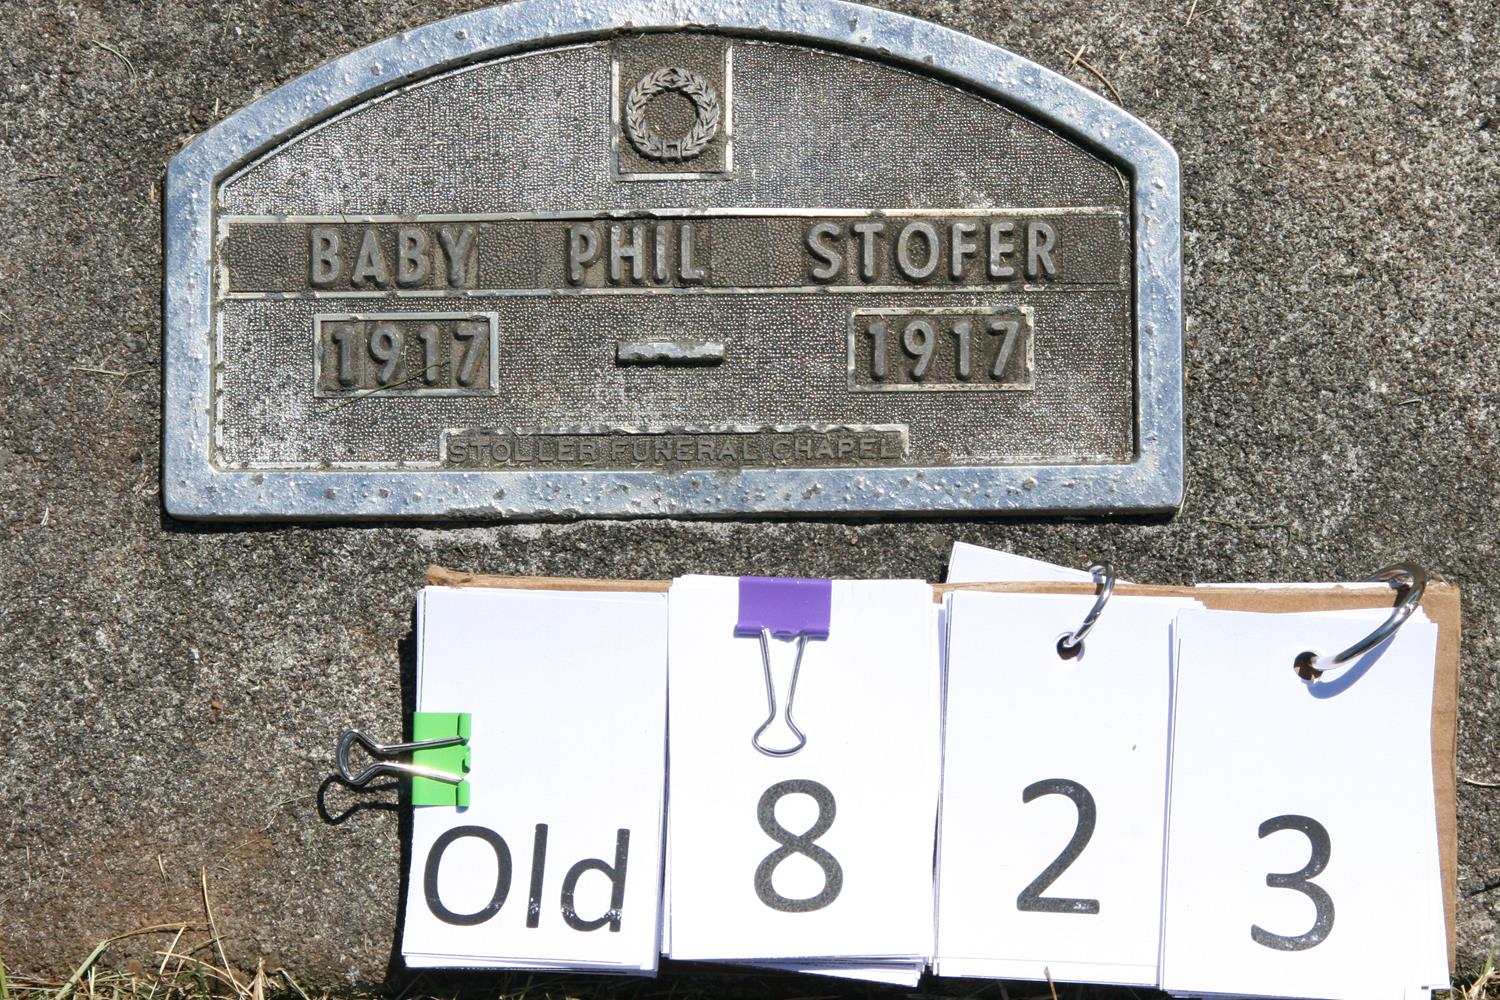 BABY PHIL STOFER
1917 — 1917
STOLLER FUNERAL CHAPEL
Old 8 2 3